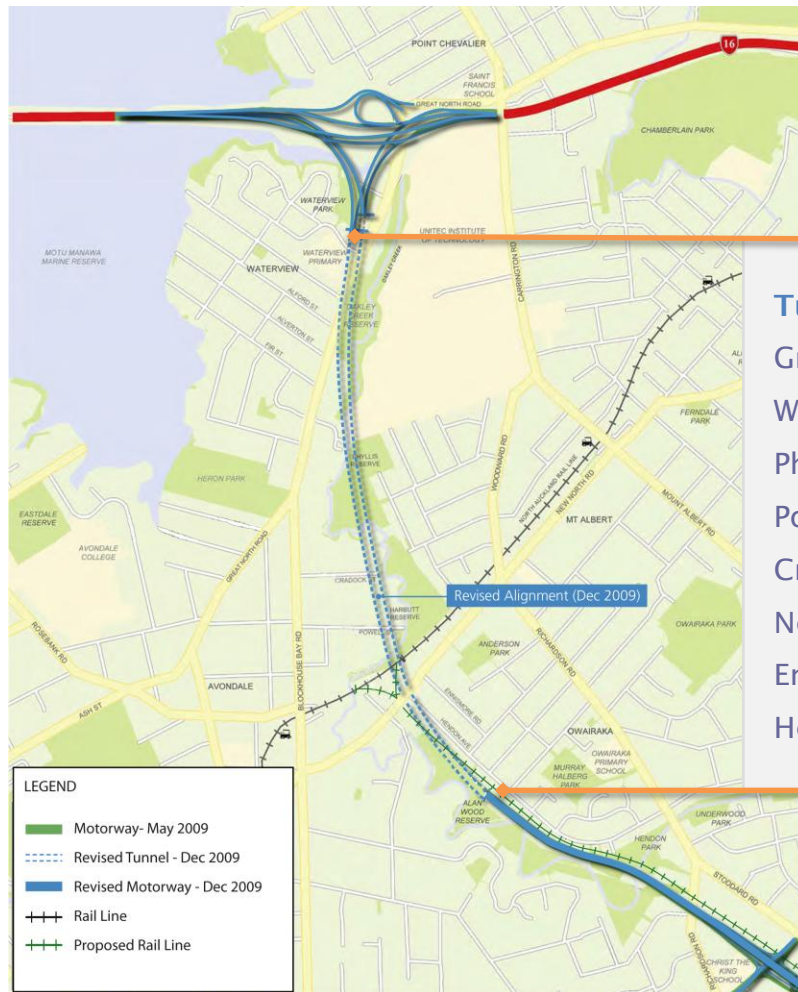 POINT CHEVALIER
16
SAINT
FRANCIS
SCHOOL
GREAT NORTH ROAD
CHAMBERLAIN PARK
WATERVIEW
PARK
UNITEC INSTITUTE
OF TECHNOLOGY
MOTU MANAWA
MARINE RESERVE
WATERVIEW
PRIMARY
WATERVIEW
OAKLEY CREEK
CARRINGTON RD
ALFORD ST
OAKLEY
CREEK
RESERVE
ALVERTON ST
FIR ST
FERNDALE
PARK
WOODWARD RD
NORTH AUCKLAND RAIL LINE
NEW NORTH RD
PHYLLIS
RESERVE
HERON PARK
MT ALBERT
MOUNT ALBERT RD
EASTDALE
RESERVE
AVONDALE
COLLEGE
GREAT NORTH ROAD
CRADOCK ST
Revised Alignment (Dec 2009)
HARBUTT
RESERVE
ROSEBANK RD
BLOCKHOUSE BAY RD
OWAIRAKA PARK
ANDERSON
PARK
RICHARDSON RD
AVONDALE
ASH ST
ENNISMORE RD
HENDON AVE
OWAIRAKA
OWAIRAKA
PRIMARY
SCHOOL
MURRAY
HALBERG
PARK
ALAN
WOOD
RESERVE
UNDERWOOD
PARK
HENDON
PARK
STODDARD RD
RICHARDSON RD
CHRIST THE
KING
SCHOOL
LEGEND
Motorway- May 2009
Revised Tunnel - Dec 2009
Revised Motorway - Dec 2009
Rail Line
Proposed Rail Line